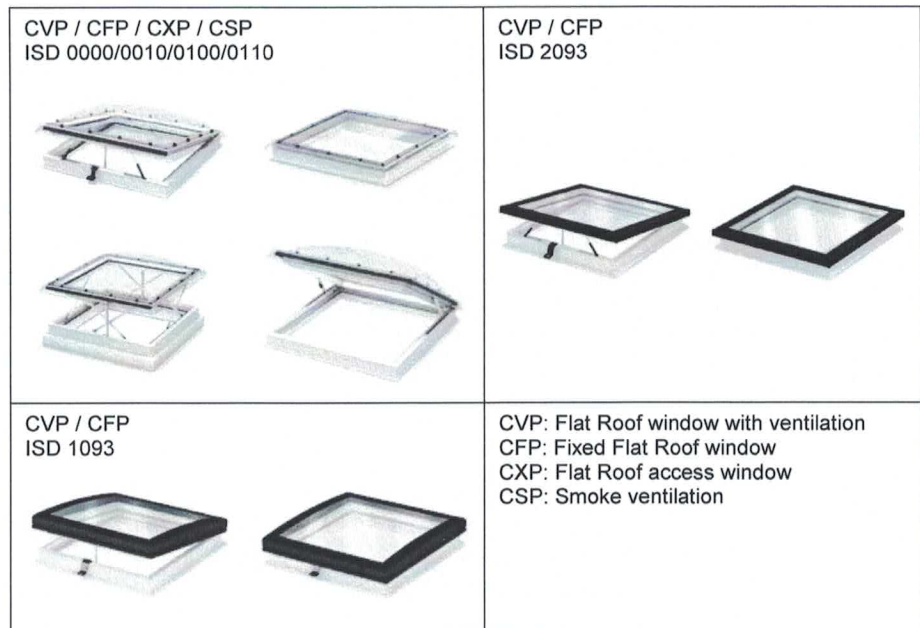 CVP / CFP / CXP / CSP
ISD 0000/0010/0100/0110
CVP / CFP
ISD 2093
CVP / CFP
ISD 1093
CVP: Flat Roof window with ventilation
CFP: Fixed Flat Roof window
CXP: Flat Roof access window
CSP: Smoke ventilation